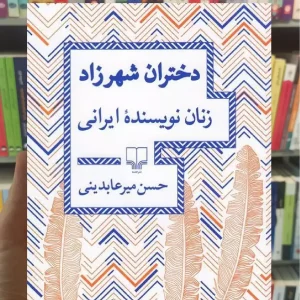 دختران شهرزاد
زنان نویسندهٔ ایرانی
حسن میرعابدینی